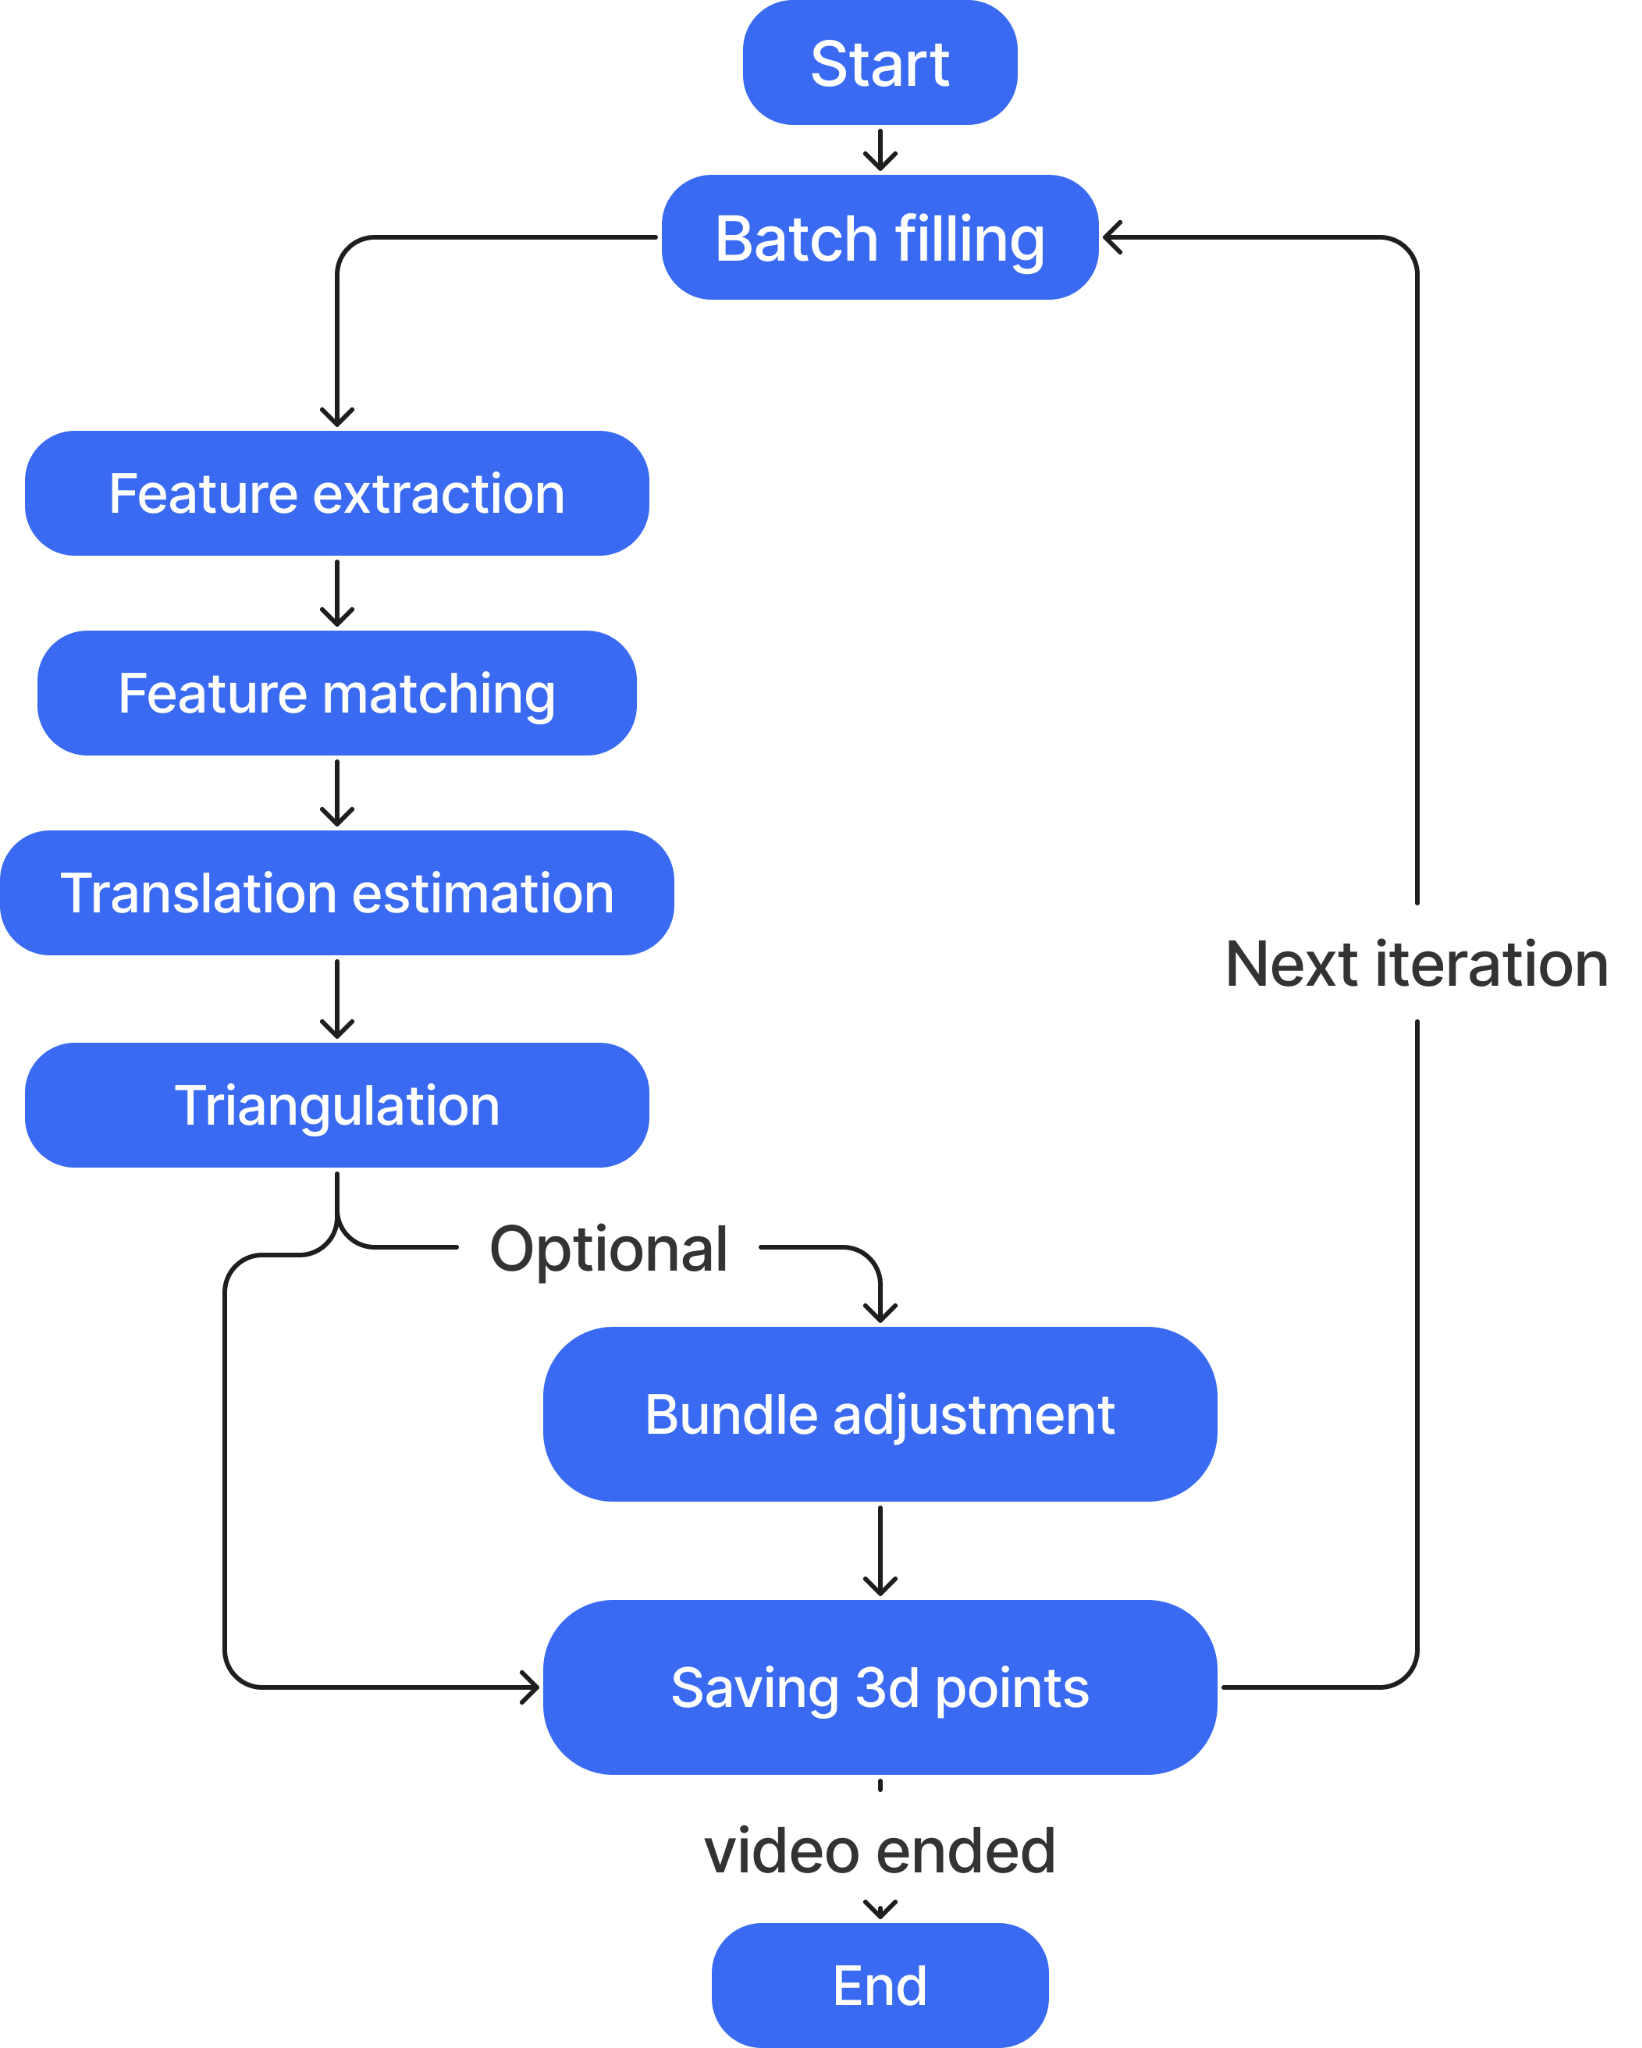 Start
Batch filling
Feature extraction
Feature matching
Translation estimation
Next iteration
Triangulation
Optional
Bundle adjustment
Saving 3d points
video ended
End